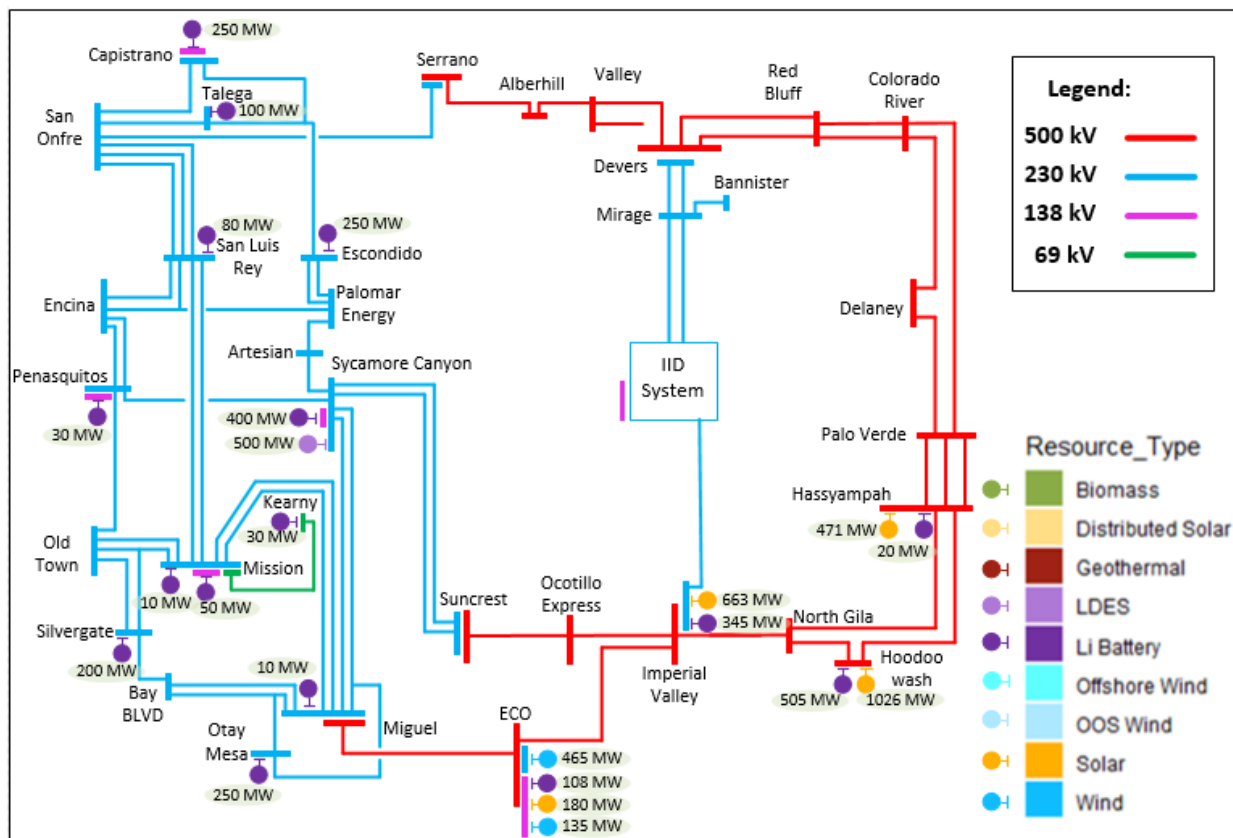 250 MW
Capistrano
Talega
100 MW
San
Onfre
Serrano
Alberhill
Valley
Red
Bluff
Colorado
River
Legend:
500 kV
230 kV
138 kV
69 kV
Devers
Bannister
Mirage
80 MW
San Luis
Rey
250 MW
Escondido
Encina
Palomar
Energy
Delaney
Artesian
Sycamore Canyon
IID
System
Penasquitos
30 MW
400 MW
500 MW
Palo Verde
Hassyampah
471 MW
20 MW
Resource_Type
Biomass
Distributed Solar
Geothermal
LDES
Li Battery
Offshore Wind
OOS Wind
Solar
Wind
Kearny
30 MW
Old
Town
Mission
10 MW
50 MW
Suncrest
Ocotillo
Express
663 MW
345 MW
North Gila
Silvergate
200 MW
Imperial
Valley
Hoodoo
wash
505 MW
1026 MW
10 MW
Bay
BLVD
Miguel
ECO
Otay
Mesa
250 MW
465 MW
108 MW
180 MW
135 MW